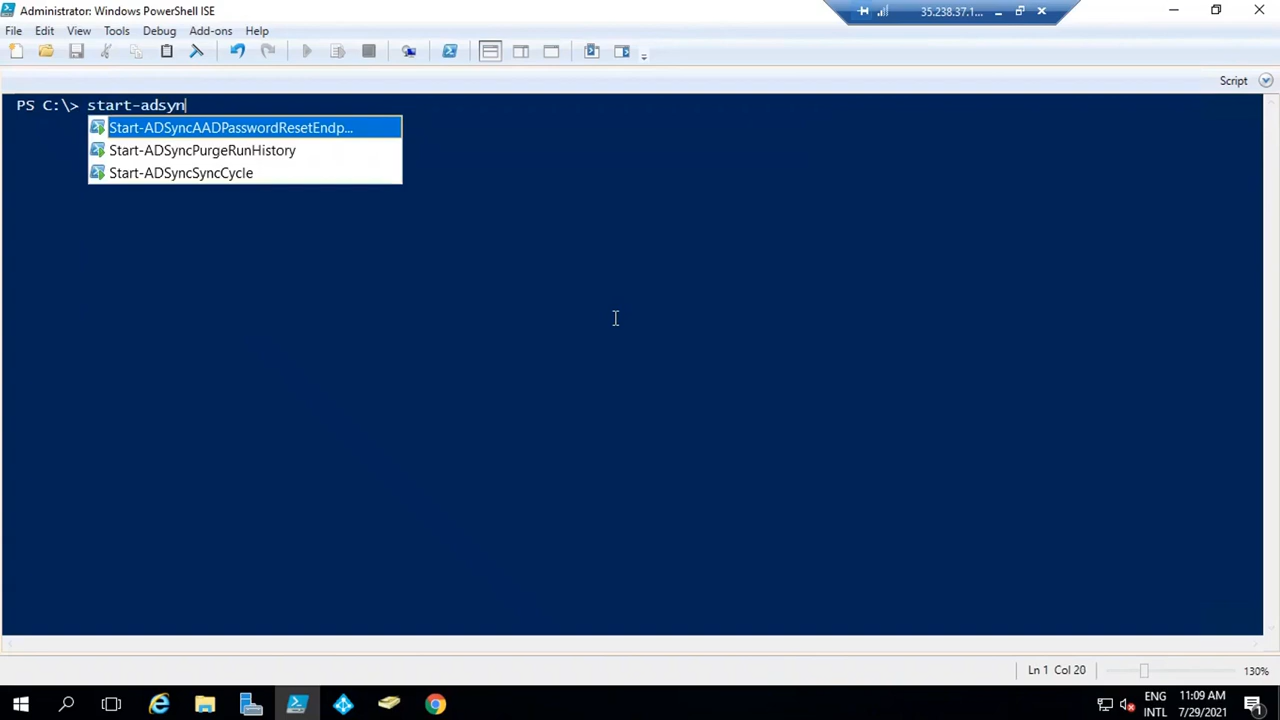 Administrator: Windows PowerShell ISE
35.238.37.1...
File Edit View Tools Debug Add-ons Help
Script
PS C:\> start-adsyn
Start-ADSyncAADPasswordResetEndp...
Start-ADSyncPurgeRunHistory
Start-ADSyncSyncCycle
Ln 1 Col 20
130%
ENG
INTL
11:09 AM
7/29/2021
1